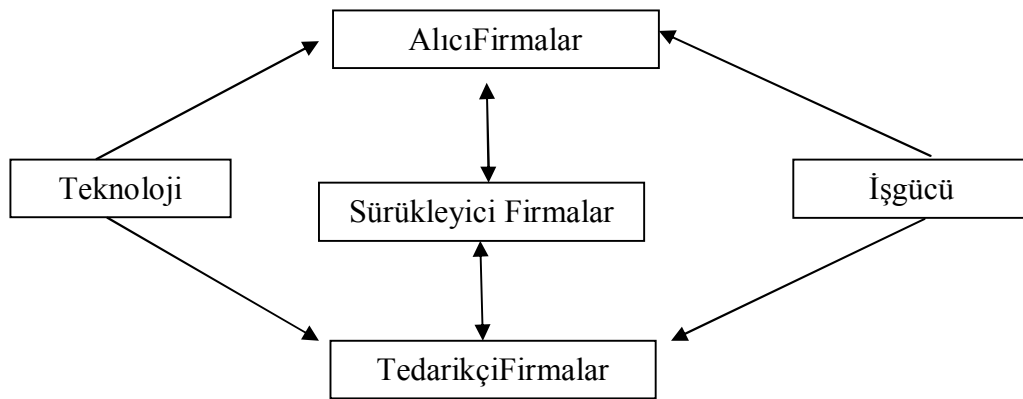 AlıcıFirmalar
Teknoloji
Sürükleyici Firmalar
İşgücü
TedarikçiFirmalar